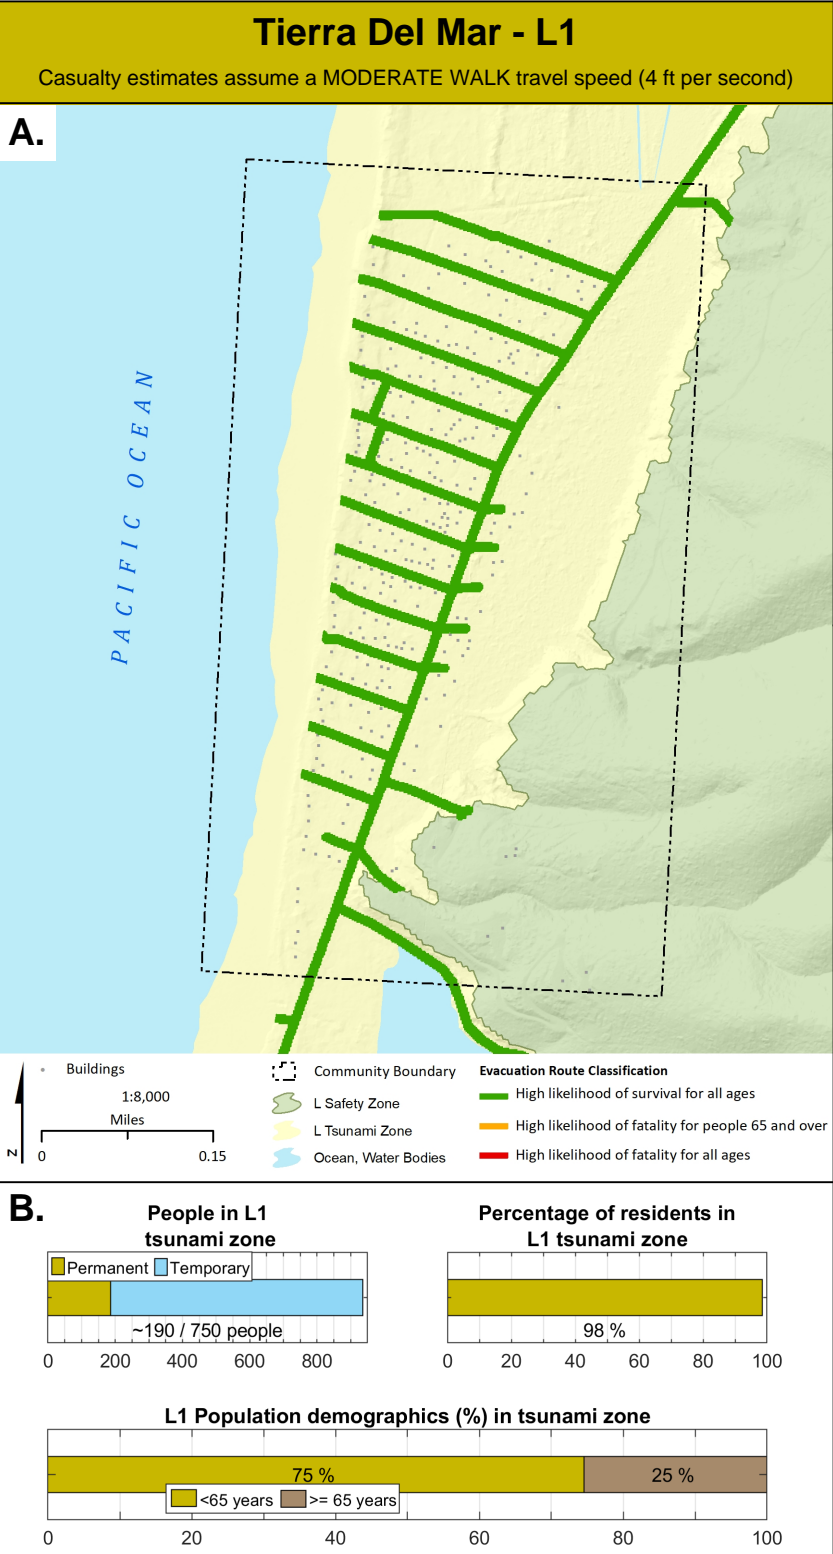 Tierra Del Mar - L1
Casualty estimates assume a MODERATE WALK travel speed (4 ft per second)
A.
PACIFIC OCEAN
Buildings
1:8,000
Miles
0 0.15
N
Community Boundary
L Safety Zone
L Tsunami Zone
Ocean, Water Bodies
Evacuation Route Classification
High likelihood of survival for all ages
High likelihood of fatality for people 65 and over
High likelihood of fatality for all ages
B.
People in L1
tsunami zone
Permanent Temporary
~190 / 750 people
0 200 400 600 800
Percentage of residents in
L1 tsunami zone
98 %
0 20 40 60 80 100
L1 Population demographics (%) in tsunami zone
75 % 25 %
<65 years >= 65 years
0 20 40 60 80 100